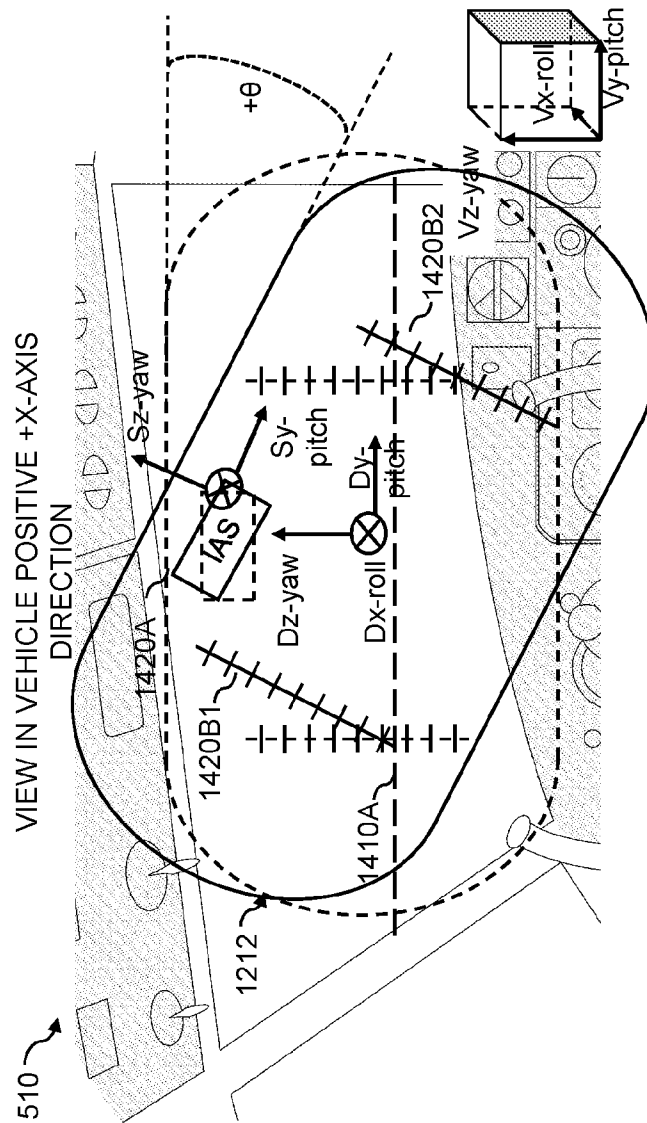 VIEW IN VEHICLE POSITIVE +X-AXIS
DIRECTION
510
1420A
Sz-yaw
+θ
IAS
1420B1
Sy-
pitch
Dz-yaw
Dy-
pitch
Dx-roll
1410A
1212
1420B2
Vz-yaw
Vx-roll
Vy-pitch